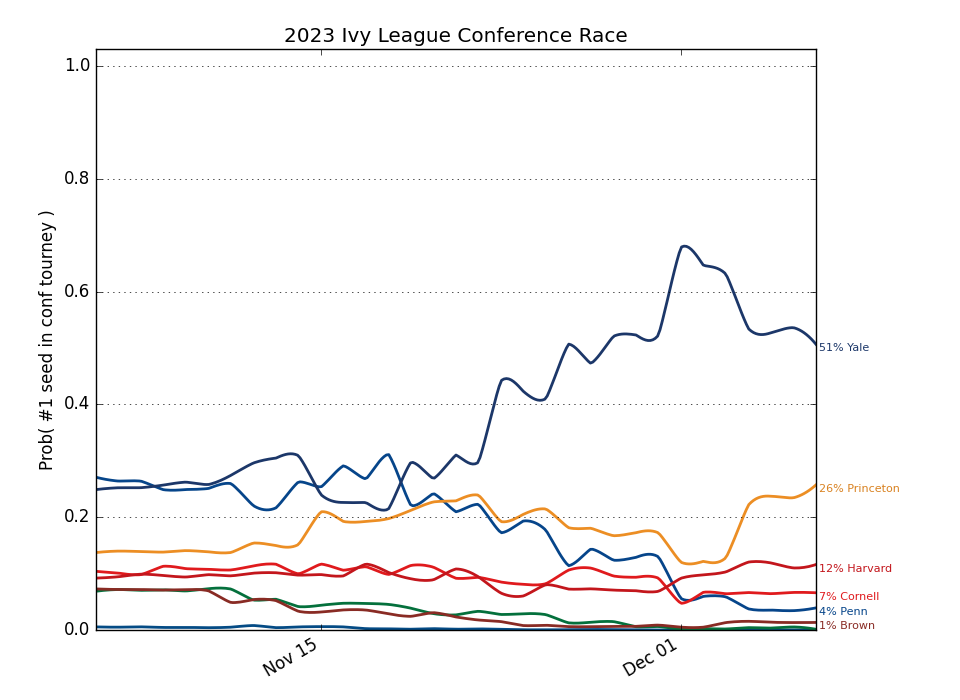 2023 Ivy League Conference Race
Prob( #1 seed in conf tourney )
1.0
0.8
0.6
0.4
0.2
0.0
Nov 15
Dec 01
51% Yale
26% Princeton
12% Harvard
7% Cornell
4% Penn
1% Brown